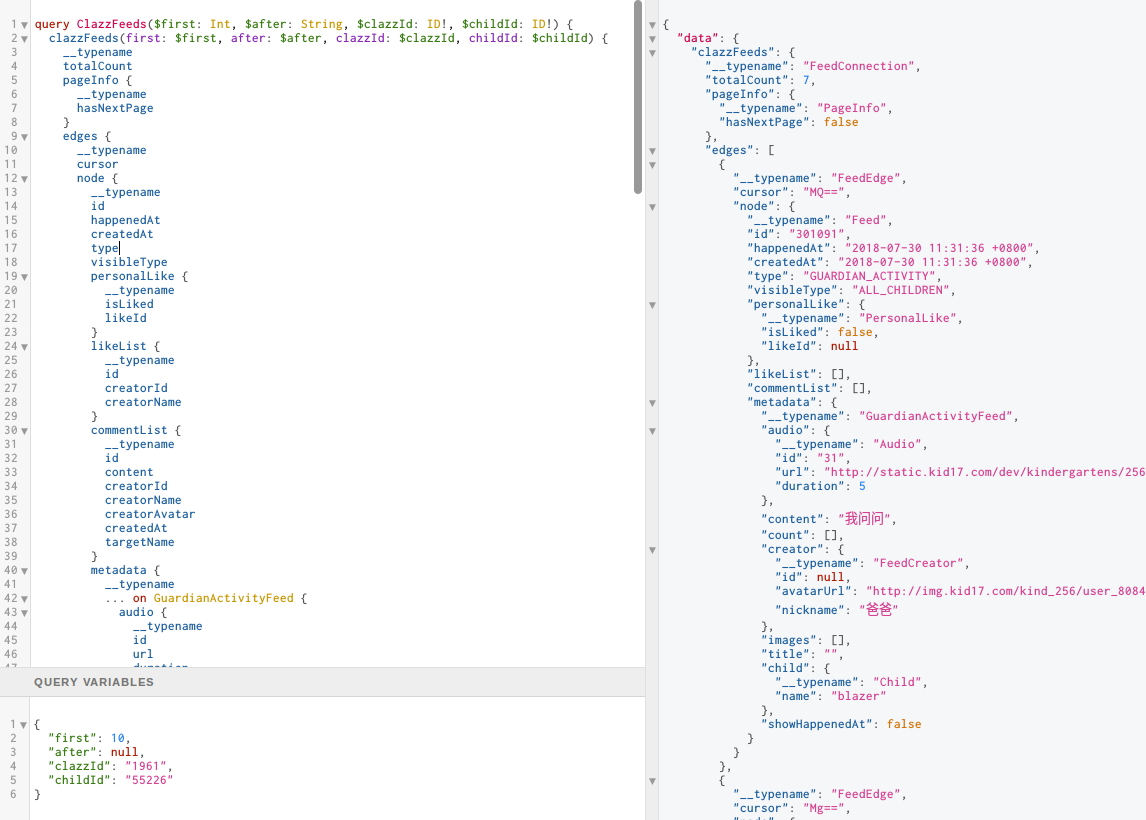 1 query ClazzFeeds($first: Int, $after: String, $clazzId: ID!, $childId: ID!) {
2 clazzFeeds(first: $first, after: $after, clazzId: $clazzId, childId: $childId) {
3 __typename
4 totalCount
5 pageInfo {
6 __typename
7 hasNextPage
8 }
9 edges {
10 __typename
11 cursor
12 node {
13 __typename
14 id
15 happenedAt
16 createdAt
17 type
18 visibleType
19 personalLike {
20 __typename
21 isLiked
22 likeId
23 }
24 likeList {
25 __typename
26 id
27 creatorId
28 creatorName
29 }
30 commentList {
31 __typename
32 id
33 content
34 creatorId
35 creatorName
36 creatorAvatar
37 createdAt
38 targetName
39 }
40 metadata {
41 __typename
42 ... on GuardianActivityFeed {
43 audio {
44 __typename
45 id
46 url
47 duration
QUERY VARIABLES
1 {
2 "first": 10,
3 "after": null,
4 "clazzId": "1961",
5 "childId": "55226"
6 }
{
"data": {
"clazzFeeds": {
"__typename": "FeedConnection",
"totalCount": 7,
"pageInfo": {
"__typename": "PageInfo",
"hasNextPage": false
},
"edges": [
{
"__typename": "FeedEdge",
"cursor": "MQ==",
"node": {
"__typename": "Feed",
"id": "301091",
"happenedAt": "2018-07-30 11:31:36 +0800",
"createdAt": "2018-07-30 11:31:36 +0800",
"type": "GUARDIAN_ACTIVITY",
"visibleType": "ALL_CHILDREN",
"personalLike": {
"__typename": "PersonalLike",
"isLiked": false,
"likeId": null
},
"likeList": [],
"commentList": [],
"metadata": {
"__typename": "GuardianActivityFeed",
"audio": {
"__typename": "Audio",
"id": "31",
"url": "http://static.kid17.com/dev/kindergartens/256
"duration": 5
},
"content": "我问问",
"count": [],
"creator": {
"__typename": "FeedCreator",
"id": null,
"avatarUrl": "http://img.kid17.com/kind_256/user_8084
"nickname": "爸爸"
},
"images": [],
"title": "",
"child": {
"__typename": "Child",
"name": "blazer"
},
"showHappenedAt": false
}
}
},
{
"__typename": "FeedEdge",
"cursor": "Mg==",